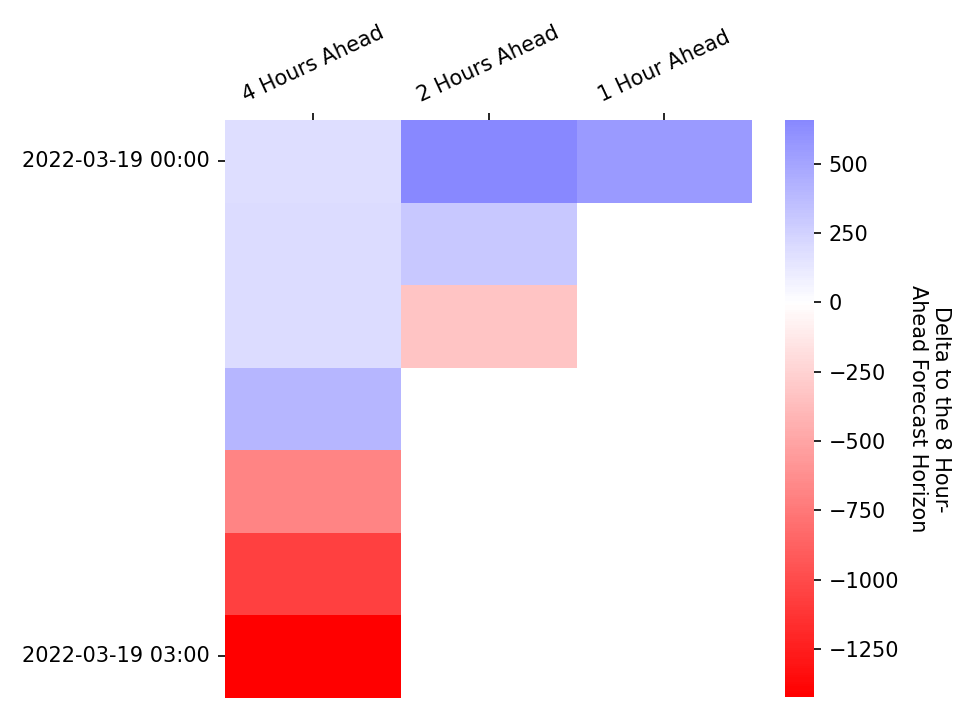 4 Hours Ahead
2 Hours Ahead
1 Hour Ahead
2022-03-19 00:00
2022-03-19 03:00
500
250
0
−250
−500
−750
−1000
−1250
Delta to the 8 Hour-
Ahead Forecast Horizon